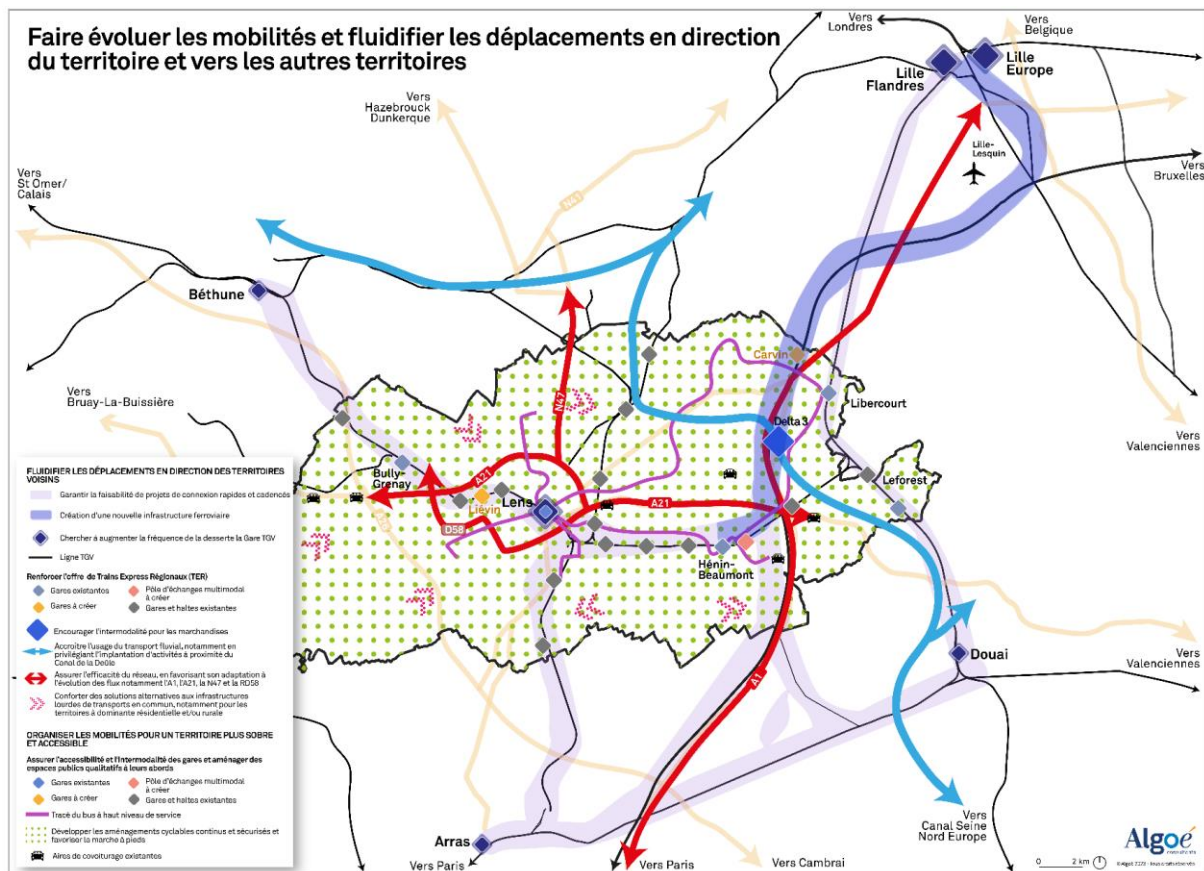 Faire évoluer les mobilités et fluidifier les déplacements en direction
du territoire et vers les autres territoires
Vers
Londres
Vers
Belgique
Lille
Flandres
Lille
Europe
Vers
Hazebrouck
Dunkerque
Lille-
Lesquin
Vers
St Omer/
Calais
Vers
Bruxelles
N41
Béthune
Carvin
Vers
Bruay-La-Buissière
Libercourt
N47
Delta 3
Vers
Valenciennes
Bully-
Grenay
A21
Liévin
Lens
A21
Leforest
D58
Hénin-
Beaumont
A1
Douai
Vers
Valenciennes
Arras
Vers Paris
Vers Paris
Vers Cambrai
Vers
Canal Seine
Nord Europe
FLUIDIFIER LES DÉPLACEMENTS EN DIRECTION DES TERRITOIRES
VOISINS
Garantir la faisabilité de projets de connexion rapides et cadencés
Création d'une nouvelle infrastructure ferroviaire
Chercher à augmenter la fréquence de la desserte la Gare TGV
Ligne TGV
Renforcer l'offre de Trains Express Régionaux (TER)
Gares existantes
Pôle d'échanges multimodal
à créer
Gares à créer
Gares et haltes existantes
Encourager l'intermodalité pour les marchandises
Accroître l'usage du transport fluvial, notamment en
privilégiant l'implantation d'activités à proximité du
Canal de la Deûle
Assurer l'efficacité du réseau, en favorisant son adaptation à
l'évolution des flux notamment l'A1, l'A21, la N47 et la RD58
Conforter des solutions alternatives aux infrastructures
lourdes de transports en commun, notamment pour les
territoires à dominante résidentielle et/ou rurale
ORGANISER LES MOBILITÉS POUR UN TERRITOIRE PLUS SOBRE
ET ACCESSIBLE
Assurer l'accessibilité et l'intermodalité des gares et aménager des
espaces publics qualitatifs à leurs abords
Gares existantes
Pôle d'échanges multimodal
à créer
Gares à créer
Gares et haltes existantes
Tracé du bus à haut niveau de service
Développer les aménagements cyclables continus et sécurisés et
favoriser la marche à pieds
Aires de covoiturage existantes
0 2 km
Algoé
consultants